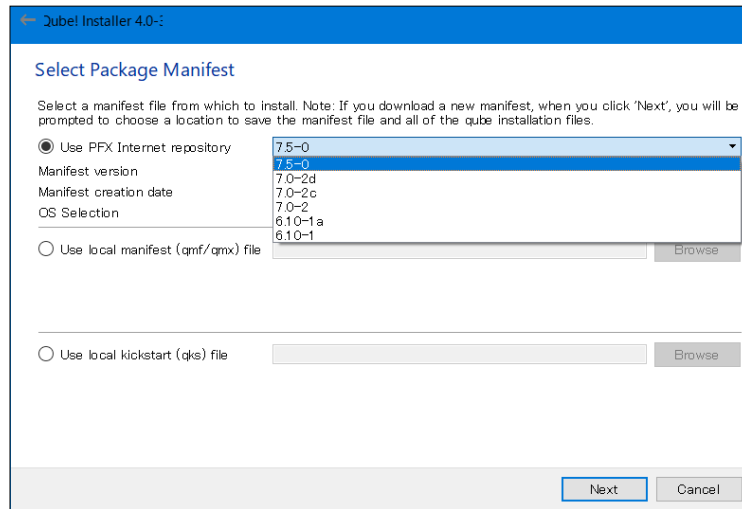 Qube! Installer 4.0-
Select Package Manifest
Select a manifest file from which to install. Note: If you download a new manifest, when you click 'Next', you will be
prompted to choose a location to save the manifest file and all of the qube installation files.
Use PFX Internet repository
7.5-0
7.5-0
Manifest version
7.0-2d
Manifest creation date
7.0-2c
7.0-2
OS Selection
6.10-1a
6.10-1
Use local manifest (qmf/qmx) file
Browse
Use local kickstart (qks) file
Browse
Next
Cancel